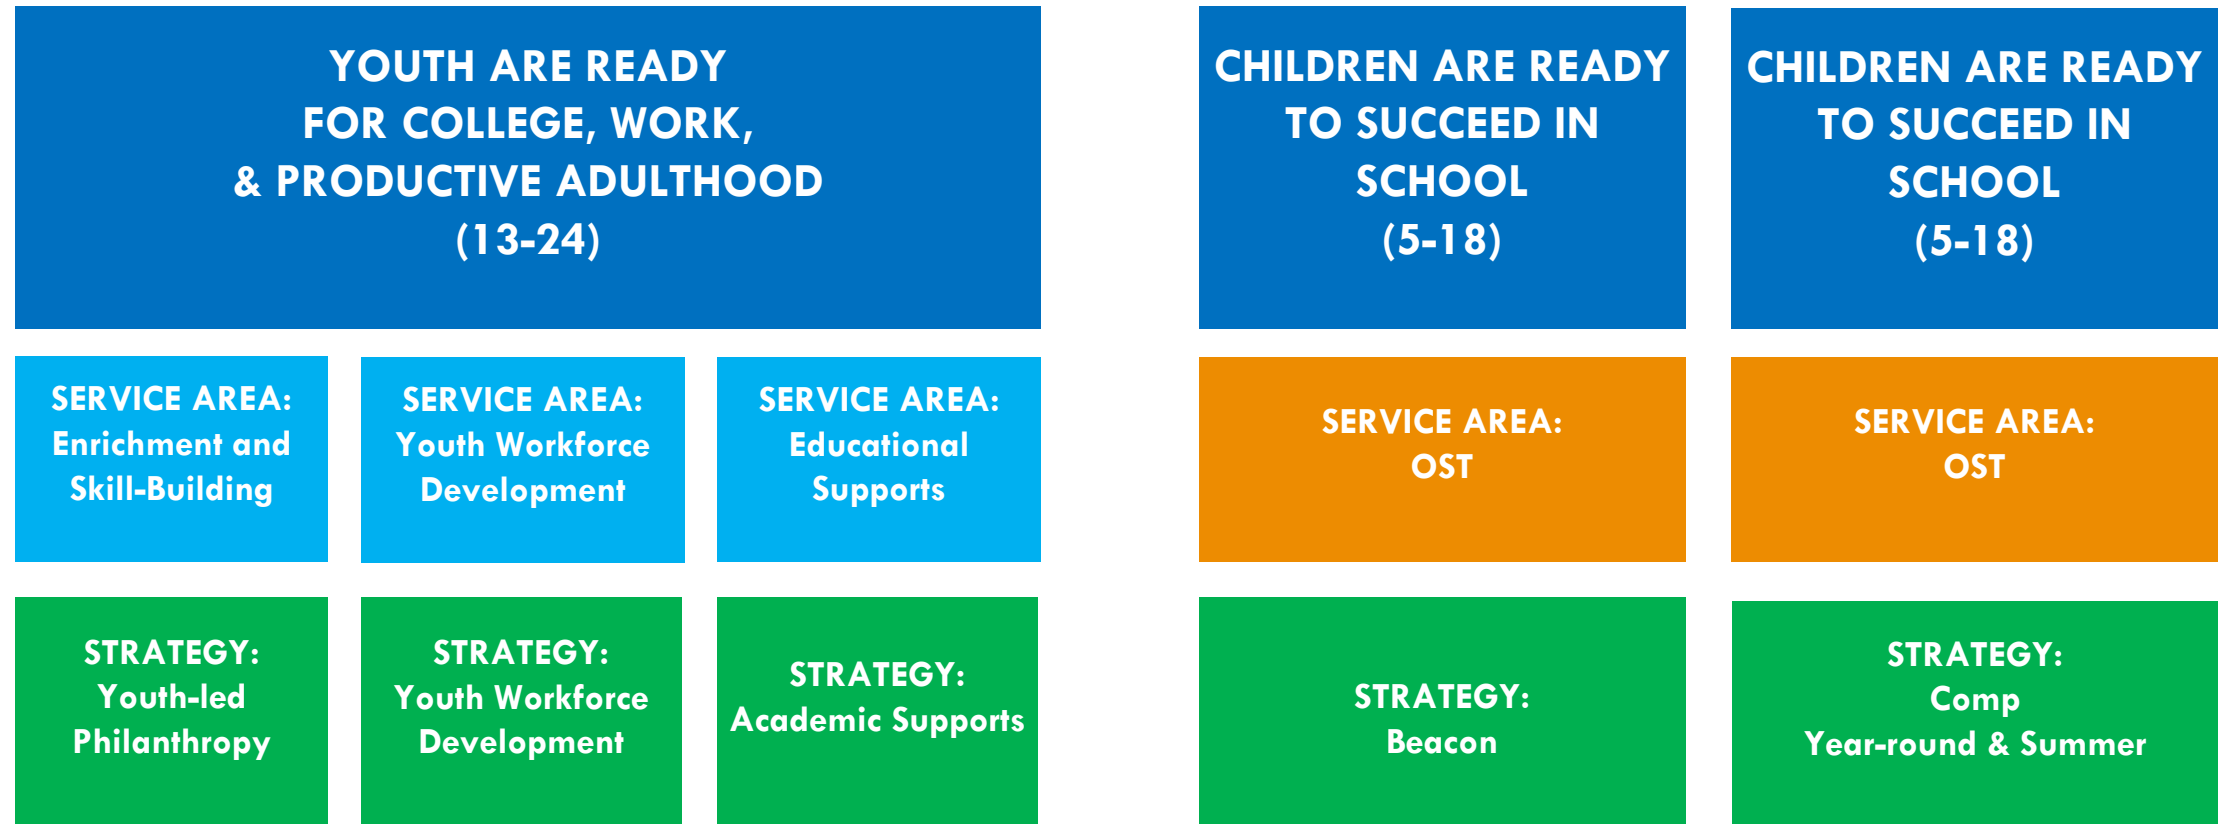 YOUTH ARE READY
FOR COLLEGE, WORK,
& PRODUCTIVE ADULTHOOD
(13-24)
CHILDREN ARE READY
TO SUCCEED IN
SCHOOL
(5-18)
CHILDREN ARE READY
TO SUCCEED IN
SCHOOL
(5-18)
SERVICE AREA:
Enrichment and
Skill-Building
SERVICE AREA:
Youth Workforce
Development
SERVICE AREA:
Educational
Supports
SERVICE AREA:
OST
SERVICE AREA:
OST
STRATEGY:
Youth-led
Philanthropy
STRATEGY:
Youth Workforce
Development
STRATEGY:
Academic Supports
STRATEGY:
Beacon
STRATEGY:
Comp
Year-round & Summer